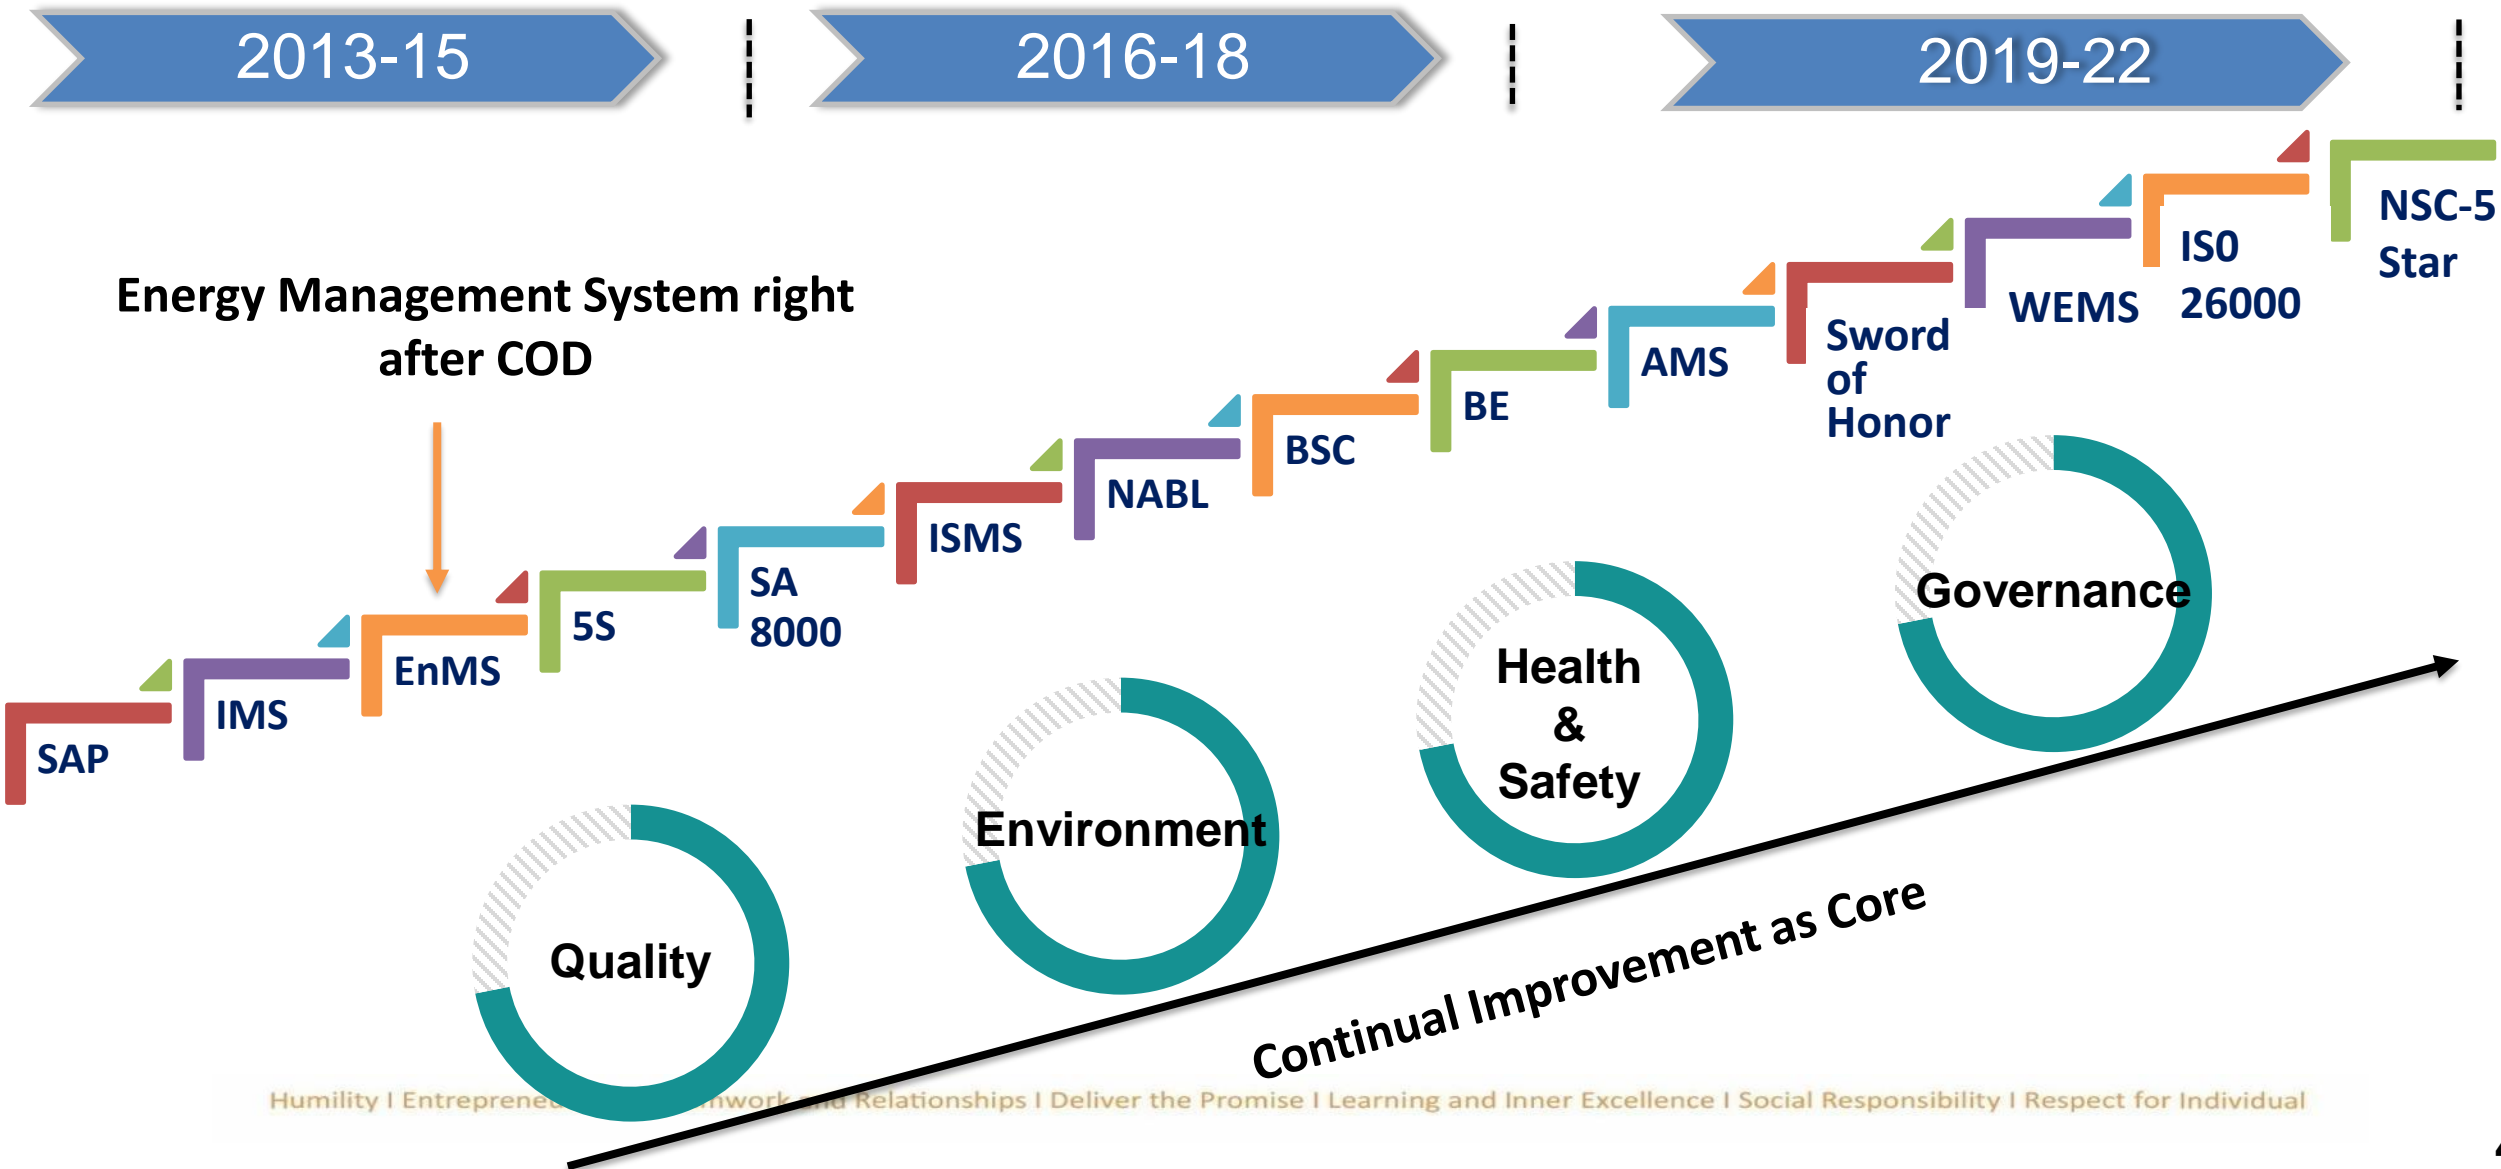 2013-15
2016-18
2019-22
Energy Management System right
after COD
SAP
IMS
EnMS
5S
SA
8000
ISMS
NABL
BSC
BE
AMS
Sword
of
Honor
WEMS
IS0
26000
NSC-5
Star
Quality
Environment
Health
&
Safety
Governance
Continual Improvement as Core
Humility I and Relationships I Deliver the Promise I Learning and Inner Excellence I Social Responsibility I Respect for Individual